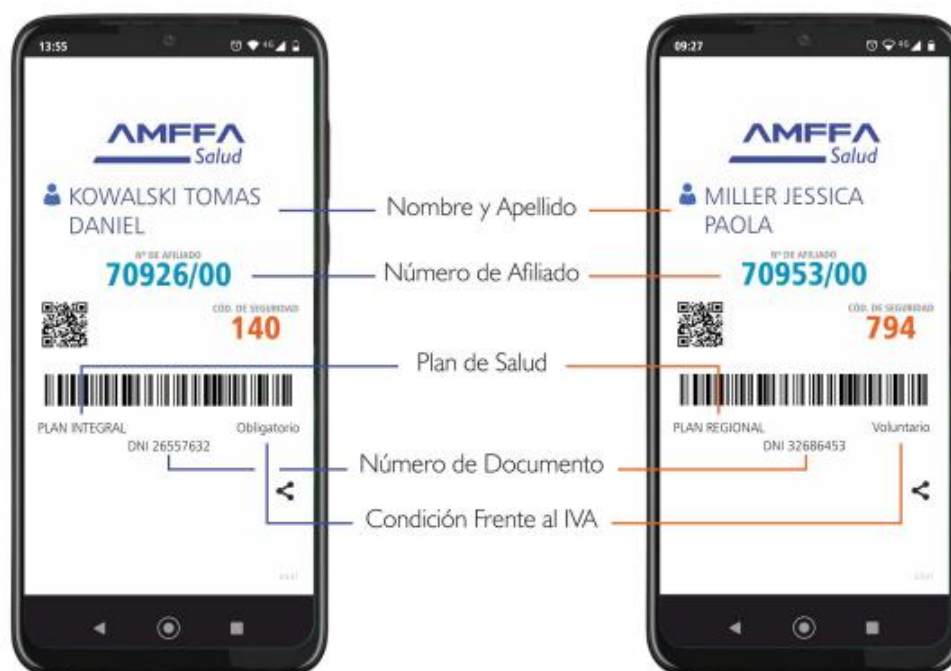 13:55
4G
AMFFA
Salud
KOWALSKI TOMAS
DANIEL
Nº DE AFILIADO
70926/00
CÓD. DE SEGURIDAD
140
PLAN INTEGRAL
Obligatorio
DNI 26557632
Nombre y Apellido
Número de Afiliado
Plan de Salud
Número de Documento
Condición Frente al IVA
09:27
4G
AMFFA
Salud
MILLER JESSICA
PAOLA
Nº DE AFILIADO
70953/00
CÓD. DE SEGURIDAD
794
PLAN REGIONAL
Voluntario
DNI 32686453